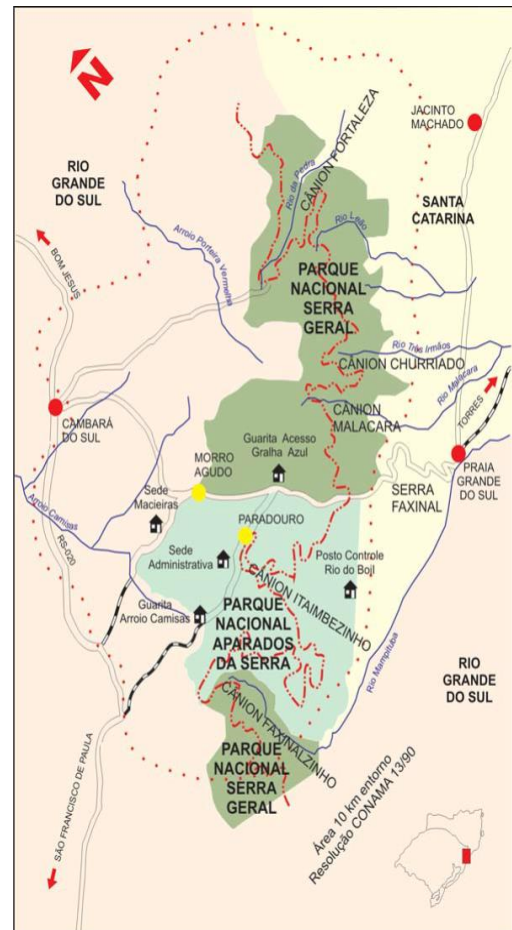 N
JACINTO
MACHADO
RIO
GRANDE
DO SUL
SANTA
CATARINA
CÂNION FORTALEZA
Rio da Pedra
Rio Leão
Arroio Porteira Vermelha
BOM JESUS
PARQUE
NACIONAL
SERRA
GERAL
Rio Três Irmãos
CÂNION CHURRIADO
Rio Malacara
TORRES
CÂNION
MALACARA
CAMBARÁ
DO SUL
Guarita Acesso
Gralha Azul
MORRO
AGUDO
PRAIA
GRANDE
DO SUL
SERRA
FAXINAL
Sede
Macieiras
PARADOURO
Arroio Camisas
RS-020
Sede
Administrativa
Posto Controle
Rio do Bojl
CÂNION ITAIMBEZINHO
Guarita
Arroio Camisas
PARQUE
NACIONAL
APARADOS
DA SERRA
Rio Mampituba
RIO
GRANDE
DO SUL
CÂNION FAXINALZINHO
PARQUE
NACIONAL
SERRA
GERAL
SÃO FRANCISCO DE PAULA
Área 10 km entorno
Resolução CONAMA 13/90